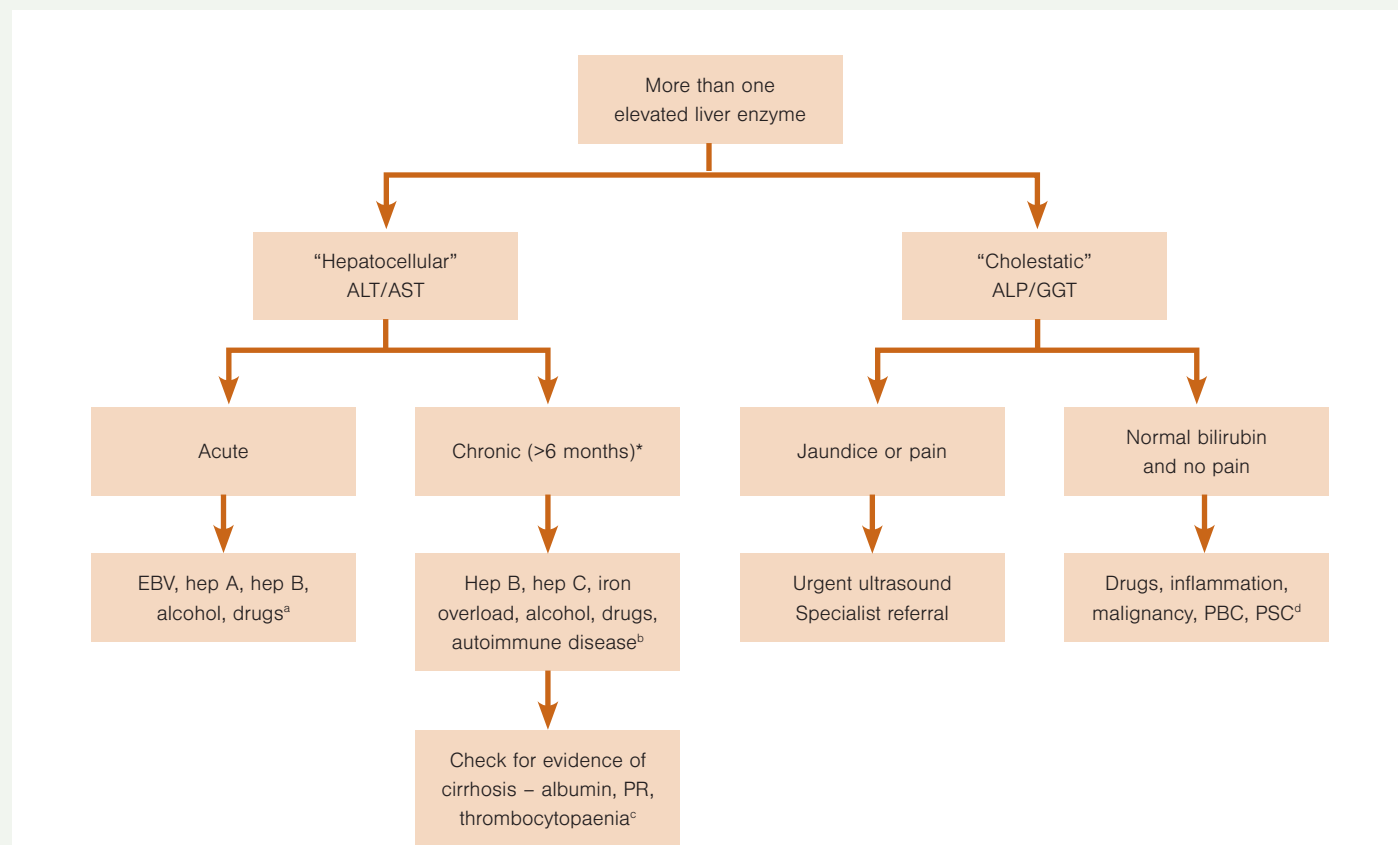 More than one
elevated liver enzyme
“Hepatocellular”
ALT/AST
“Cholestatic”
ALP/GGT
Acute
Chronic (>6 months)*
Jaundice or pain
Normal bilirubin
and no pain
EBV, hep A, hep B,
alcohol, drugsᵃ
Hep B, hep C, iron
overload, alcohol, drugs,
autoimmune diseaseᵇ
Urgent ultrasound
Specialist referral
Drugs, inflammation,
malignancy, PBC, PSCᵈ
Check for evidence of
cirrhosis – albumin, PR,
thrombocytopaeniaᶜ